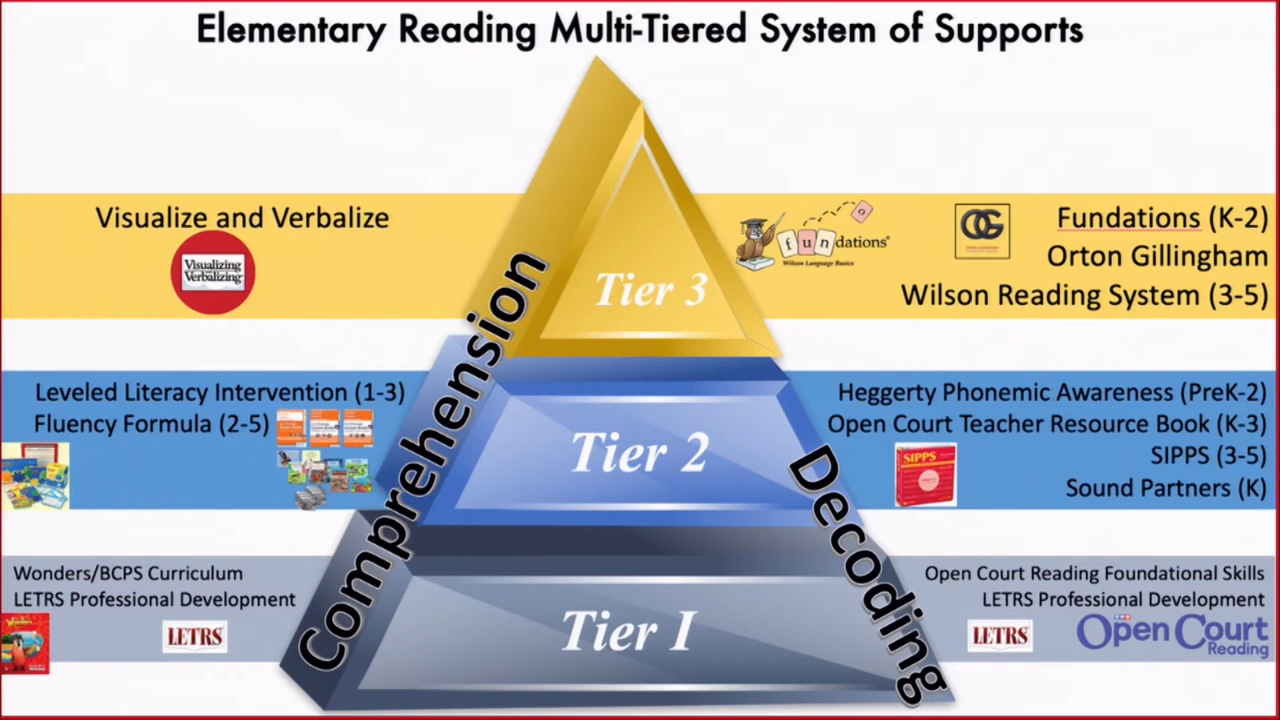 Elementary Reading Multi-Tiered System of Supports
Visualize and Verbalize
Visualizing
Verbalizing
Tier 3
fundations®
Wilson Language Basics
OG
Fundations (K-2)
Orton Gillingham
Wilson Reading System (3-5)
Comprehension
Leveled Literacy Intervention (1-3)
Fluency Formula (2-5)
Tier 2
Decoding
Heggerty Phonemic Awareness (PreK-2)
Open Court Teacher Resource Book (K-3)
SIPPS (3-5)
Sound Partners (K)
SIPPS
Wonders/BCPS Curriculum
LETRS Professional Development
Wonders
LETRS
Tier I
Open Court Reading Foundational Skills
LETRS Professional Development
LETRS
Open Court
Reading